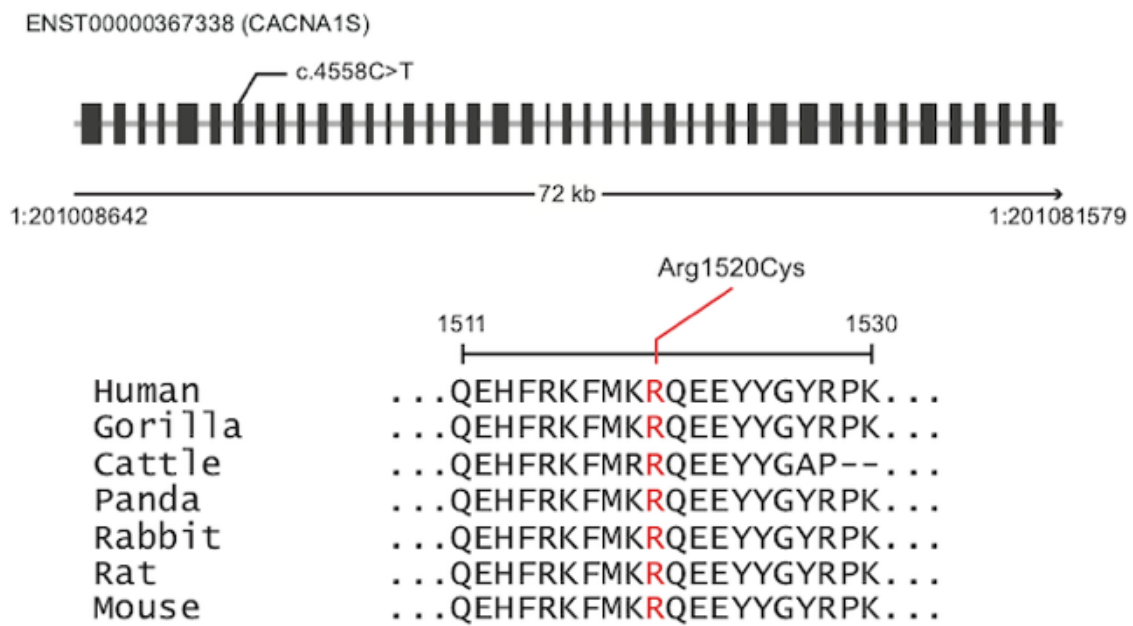 ENST00000367338 (CACNA1S)
c.4558C>T
72 kb
1:201008642 1:201081579
Arg1520Cys
1511 1530
Human ...QEHFRKFMKRQEEYYGYRPK...
Gorilla ...QEHFRKFMKRQEEYYGYRPK...
Cattle ...QEHFRKFMRRQEEYYGAP--...
Panda ...QEHFRKFMKRQEEYYGYRPK...
Rabbit ...QEHFRKFMKRQEEYYGYRPK...
Rat ...QEHFRKFMKRQEEYYGYRPK...
Mouse ...QEHFRKFMKRQEEYYGYRPK...